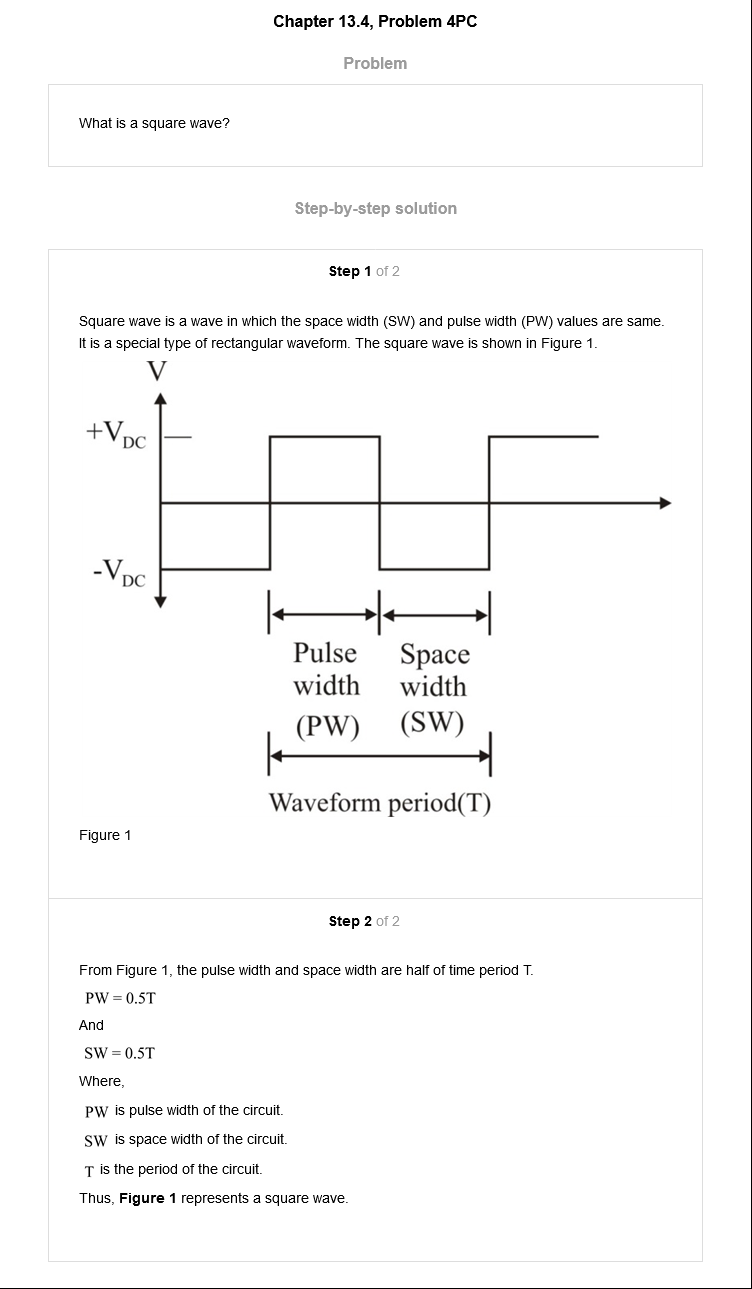 Chapter 13.4, Problem 4PC
Problem
What is a square wave?
Step-by-step solution
Step 1 of 2
Square wave is a wave in which the space width (SW) and pulse width (PW) values are same.
It is a special type of rectangular waveform. The square wave is shown in Figure 1.
V
+VDC
-VDC
Pulse width (PW)
Space width (SW)
Waveform period(T)
Figure 1
Step 2 of 2
From Figure 1, the pulse width and space width are half of time period T.
PW = 0.5T
And
SW = 0.5T
Where,
PW is pulse width of the circuit.
SW is space width of the circuit.
T is the period of the circuit.
Thus, Figure 1 represents a square wave.